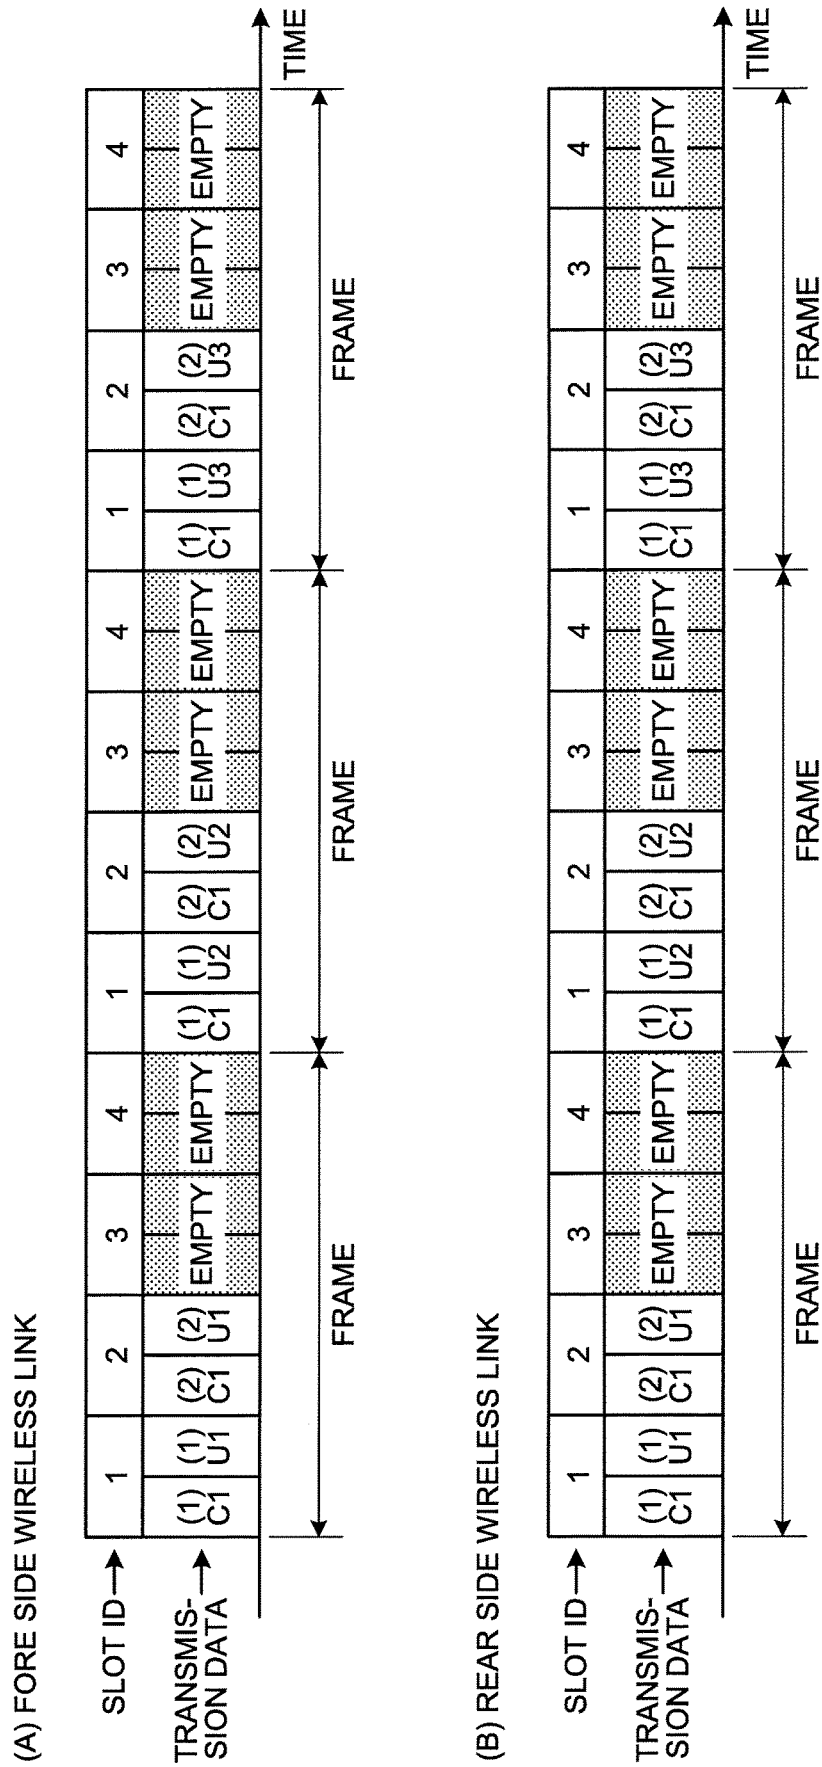 (A) FORE SIDE WIRELESS LINK
SLOT ID
1 2 3 4 1 2 3 4 1 2 3 4
TRANSMIS-
SION DATA
(1) (1) (2) (2) EMPTY EMPTY (1) (1) (2) (2) EMPTY EMPTY (1) (1) (2) (2) EMPTY EMPTY
C1 U1 C1 U1 C1 U2 C1 U2 C1 U3 C1 U3
TIME
FRAME FRAME FRAME
(B) REAR SIDE WIRELESS LINK
SLOT ID
1 2 3 4 1 2 3 4 1 2 3 4
TRANSMIS-
SION DATA
(1) (1) (2) (2) EMPTY EMPTY (1) (1) (2) (2) EMPTY EMPTY (1) (1) (2) (2) EMPTY EMPTY
C1 U1 C1 U1 C1 U2 C1 U2 C1 U3 C1 U3
TIME
FRAME FRAME FRAME